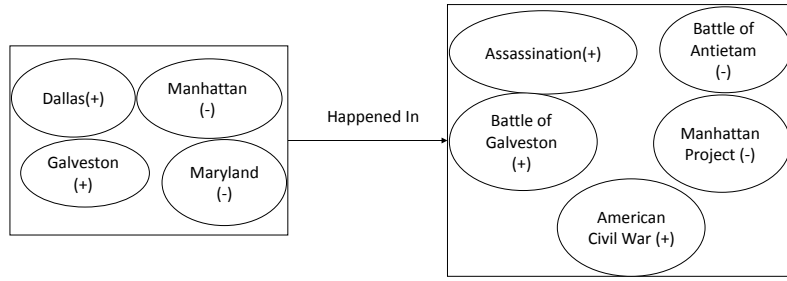 Dallas(+)
Manhattan
(-)
Galveston
(+)
Maryland
(-)
Happened In
Assassination(+)
Battle of
Antietam
(-)
Battle of
Galveston
(+)
Manhattan
Project (-)
American
Civil War (+)